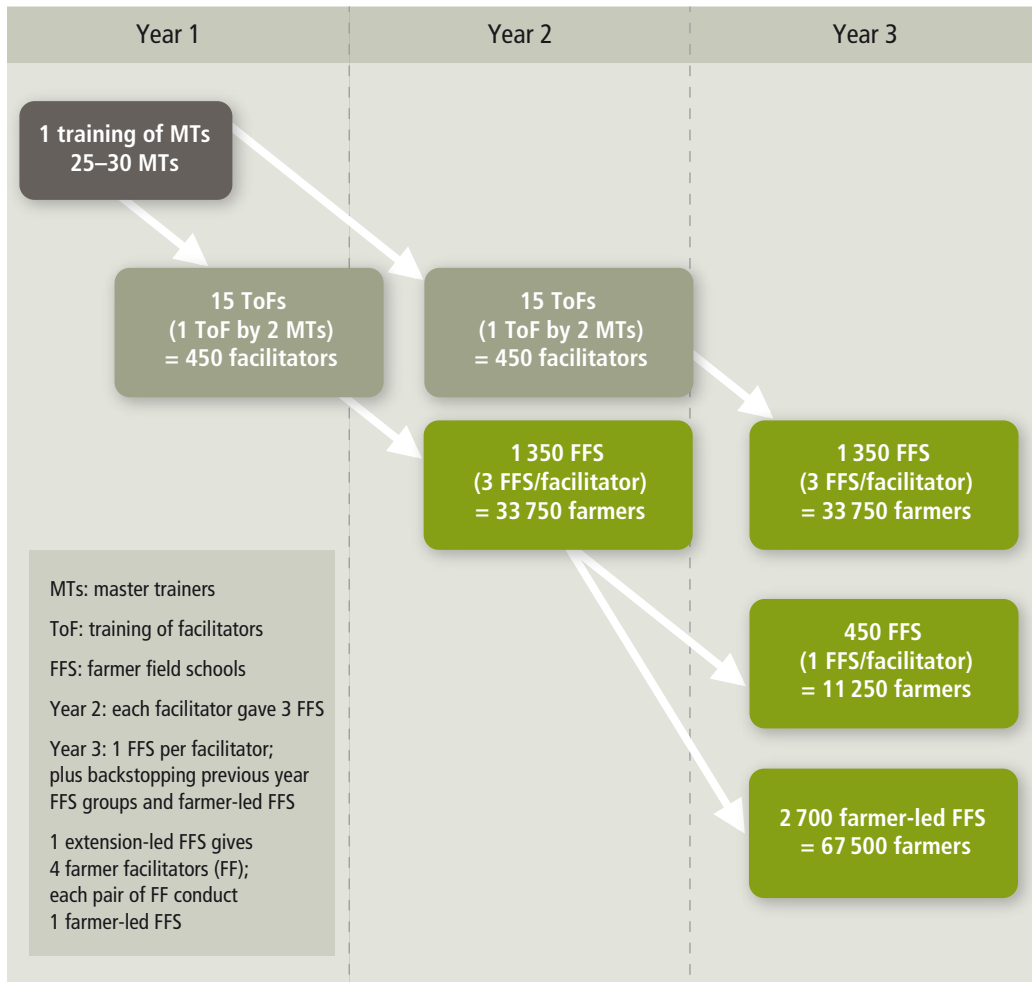 Year 1
Year 2
Year 3
1 training of MTs
25–30 MTs
15 ToFs
(1 ToF by 2 MTs)
= 450 facilitators
15 ToFs
(1 ToF by 2 MTs)
= 450 facilitators
1 350 FFS
(3 FFS/facilitator)
= 33 750 farmers
1 350 FFS
(3 FFS/facilitator)
= 33 750 farmers
450 FFS
(1 FFS/facilitator)
= 11 250 farmers
2 700 farmer-led FFS
= 67 500 farmers
MTs: master trainers
ToF: training of facilitators
FFS: farmer field schools
Year 2: each facilitator gave 3 FFS
Year 3: 1 FFS per facilitator;
plus backstopping previous year
FFS groups and farmer-led FFS
1 extension-led FFS gives
4 farmer facilitators (FF);
each pair of FF conduct
1 farmer-led FFS